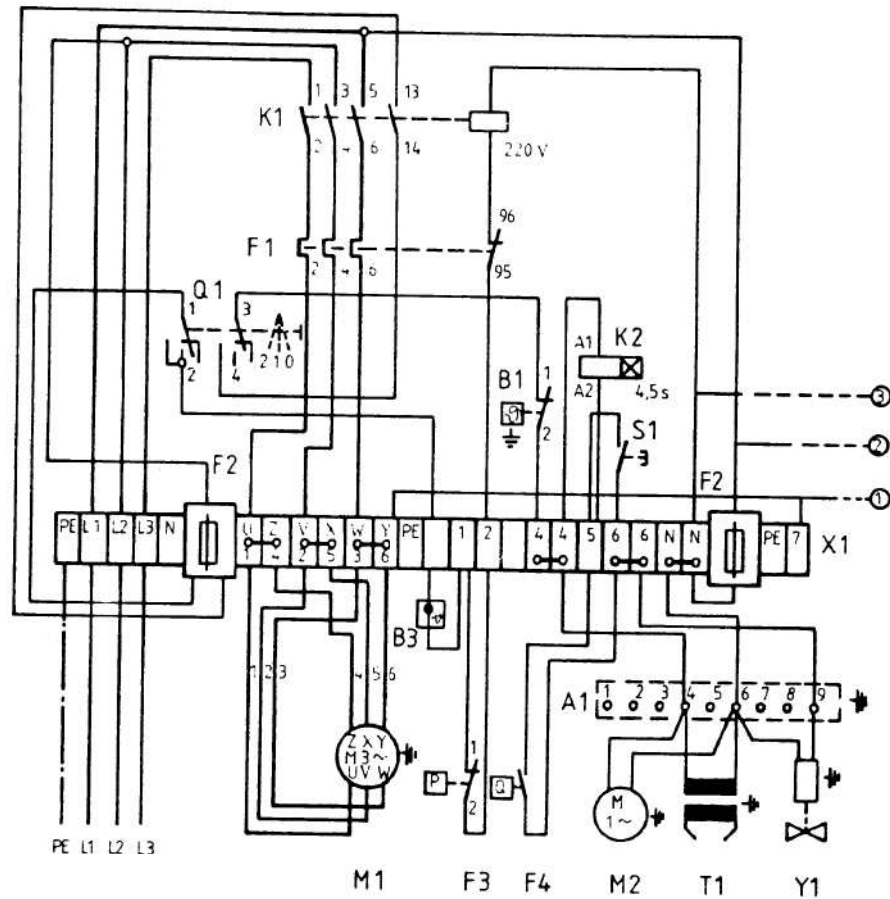 1 3 5 13
K1
2 4 6 14
220 V
96
F1
2 4 6
95
Q1
1 3
2 4
2 1 0
A1 K2
A2 4,5s
B1 1
2
S1
3
2
1
F2 F2
PE L1 L2 L3 N U Z V X W Y PE 1 2 4 4 5 6 6 N N PE 7 X1
1 4 2 5 3 6
B3
1 2 3 4 5 6
A1 1 2 3 4 5 6 7 8 9
Z X Y
M 3 ~
U V W
P 1
2
Q
M
1 ~
PE L1 L2 L3
M1 F3 F4 M2 T1 Y1